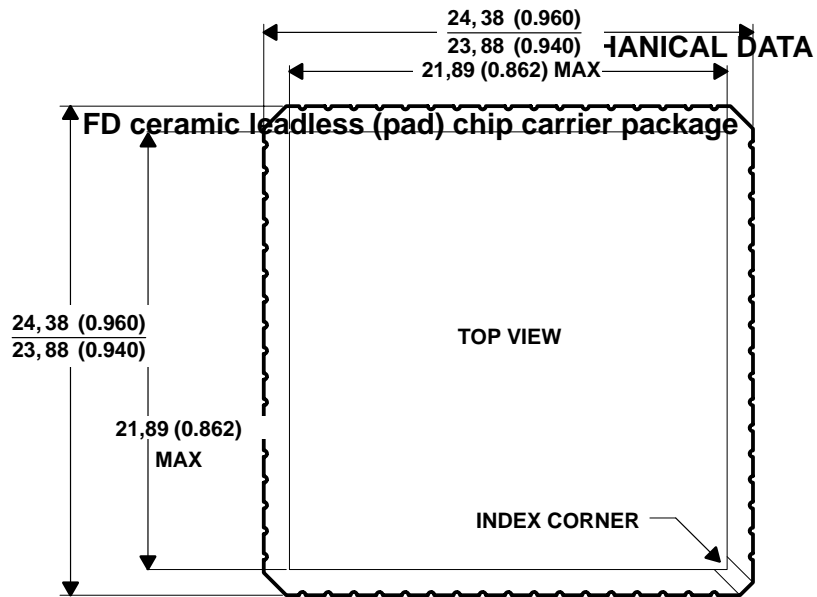 24, 38 (0.960)
23, 88 (0.940)
HANICAL DATA
21,89 (0.862) MAX
FD ceramic leadless (pad) chip carrier package
24, 38 (0.960)
23, 88 (0.940)
TOP VIEW
21,89 (0.862)
MAX
INDEX CORNER